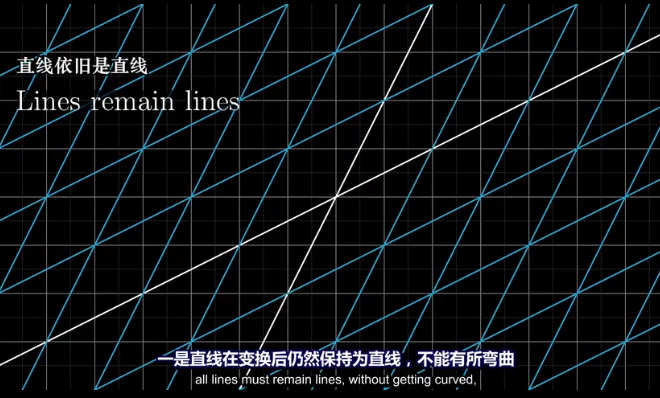 直线依旧是直线
Lines remain lines
一是直线在变换后仍然保持为直线，不能有所弯曲
all lines must remain lines, without getting curved,